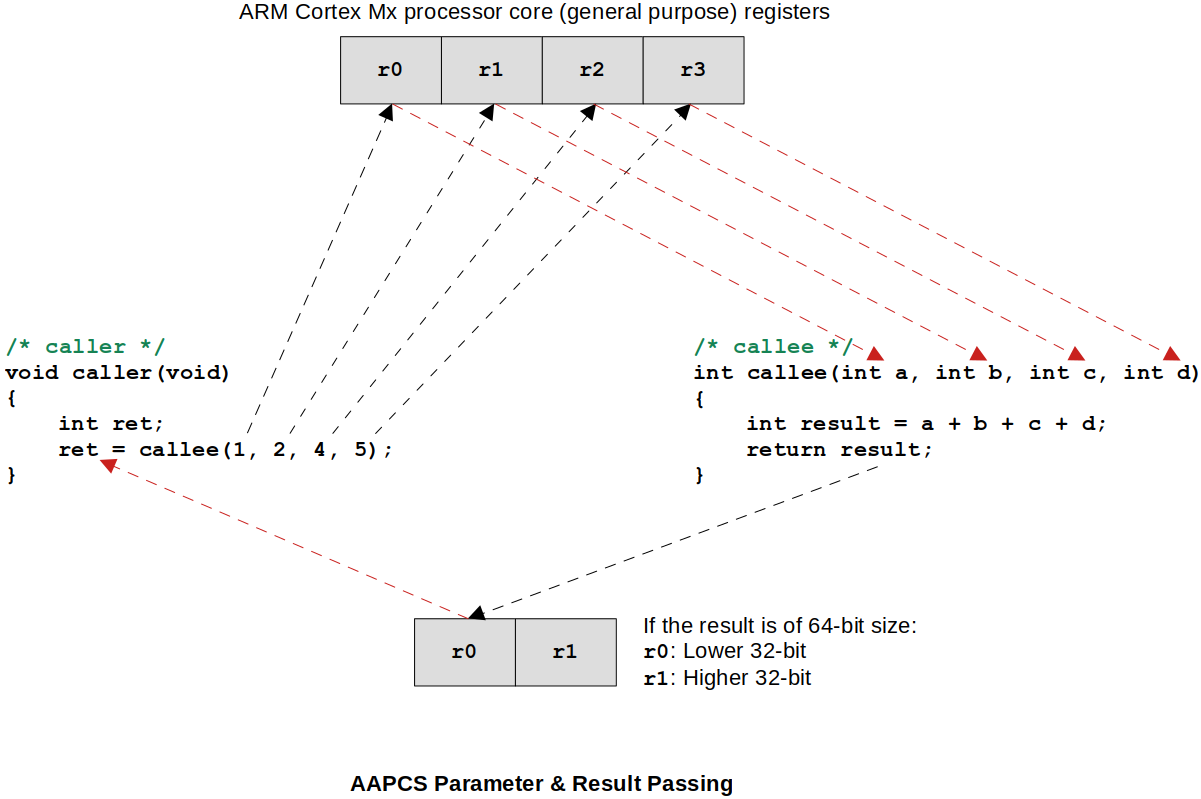 ARM Cortex Mx processor core (general purpose) registers
r0 r1 r2 r3
/* caller */
void caller(void)
{
    int ret;
    ret = callee(1, 2, 4, 5);
}
/* callee */
int callee(int a, int b, int c, int d)
{
    int result = a + b + c + d;
    return result;
}
r0 r1
If the result is of 64-bit size:
r0: Lower 32-bit
r1: Higher 32-bit
AAPCS Parameter & Result Passing